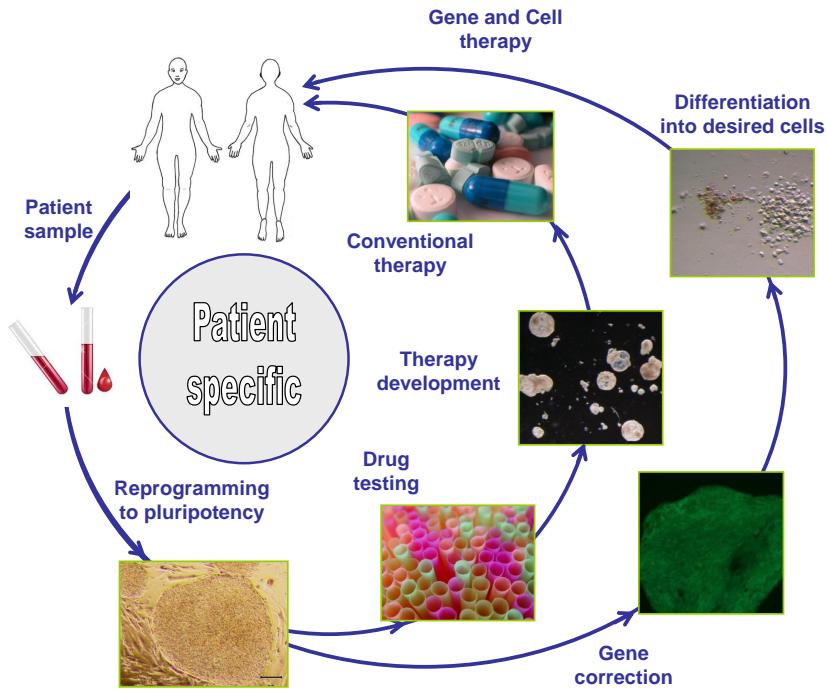 Gene and Cell
therapy
Differentiation
into desired cells
Patient
sample
Conventional
therapy
Patient
specific
Therapy
development
Drug
testing
Reprogramming
to pluripotency
Gene
correction